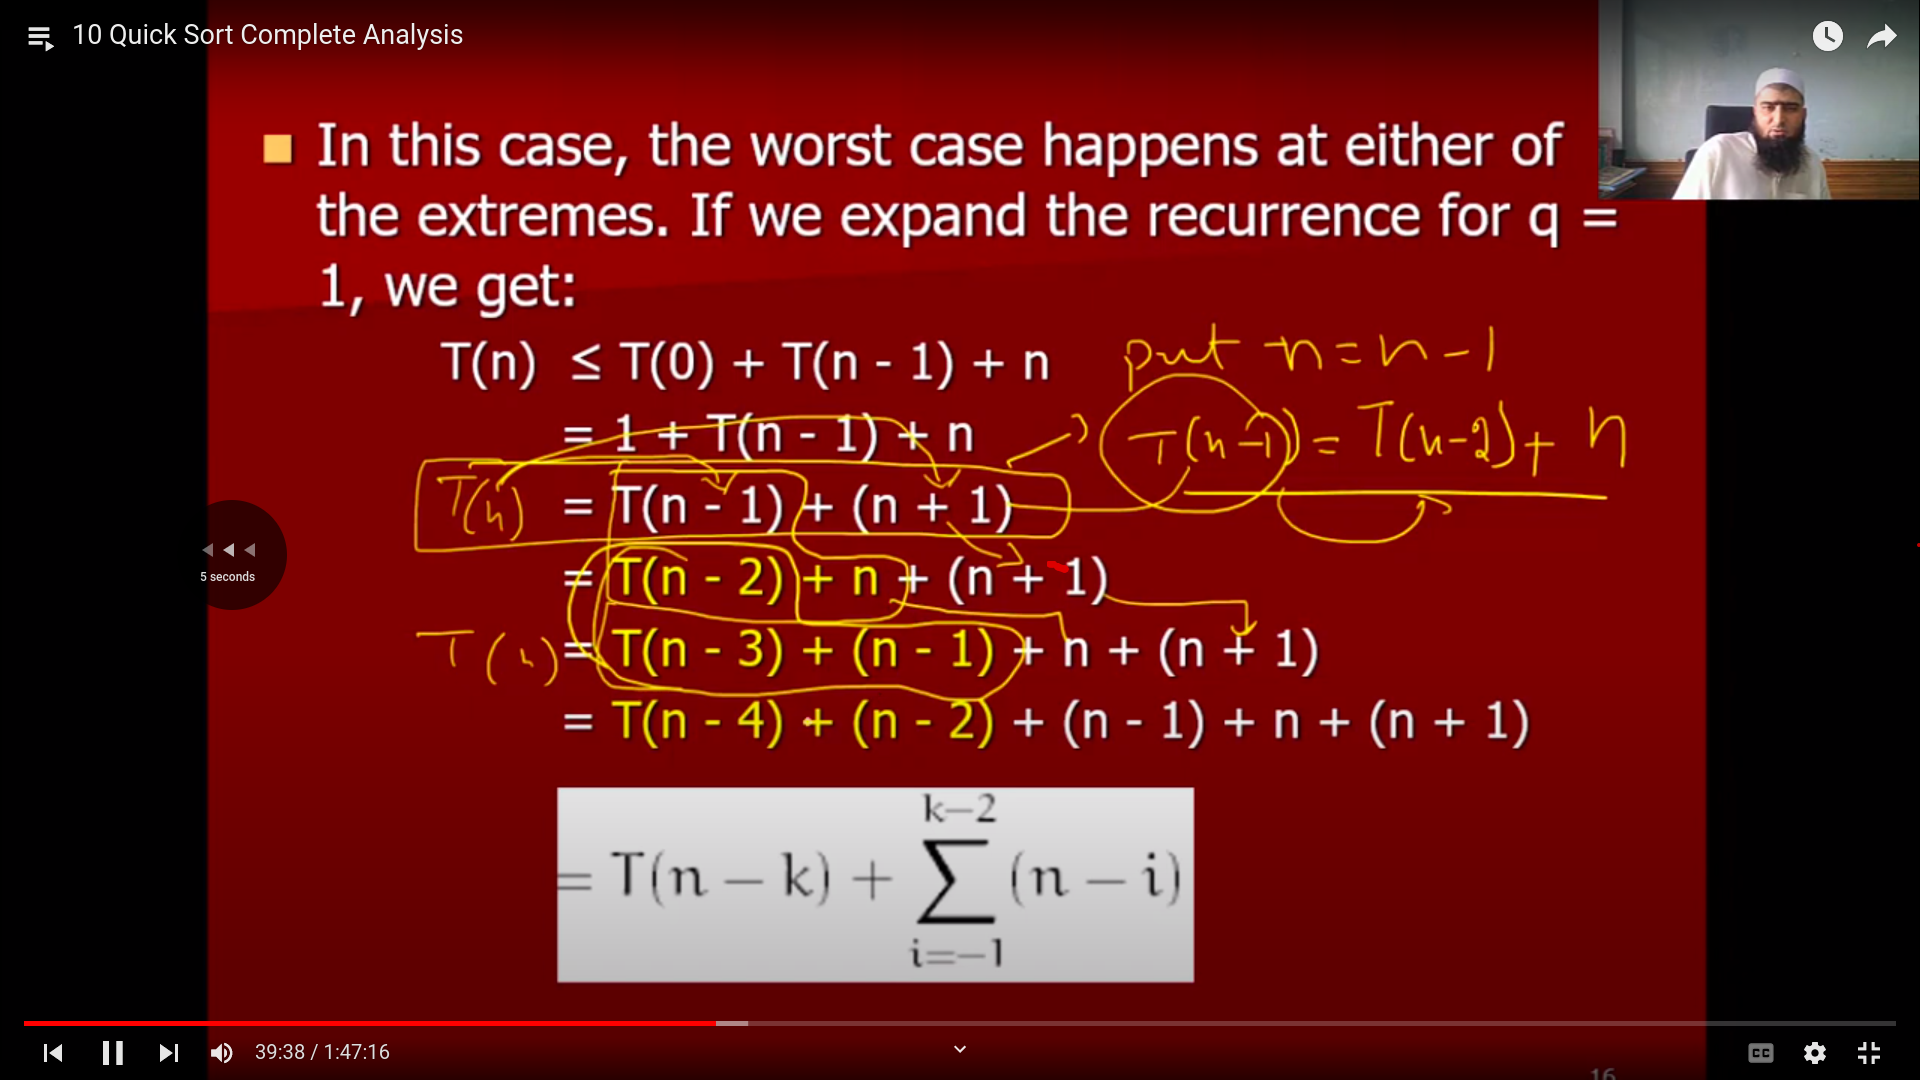 10 Quick Sort Complete Analysis
In this case, the worst case happens at either of
the extremes. If we expand the recurrence for q =
1, we get:
T(n) ≤ T(0) + T(n - 1) + n
put n = n - 1
= 1 + T(n - 1) + n
T(n-1) = T(n-2) + n
T(n) = T(n - 1) + (n + 1)
= T(n - 2) + n + (n + 1)
5 seconds
T(n) = T(n - 3) + (n - 1) + n + (n + 1)
= T(n - 4) + (n - 2) + (n - 1) + n + (n + 1)
k−2
= T(n − k) + ∑ (n − i)
i=−1
39:38 / 1:47:16
CC
16